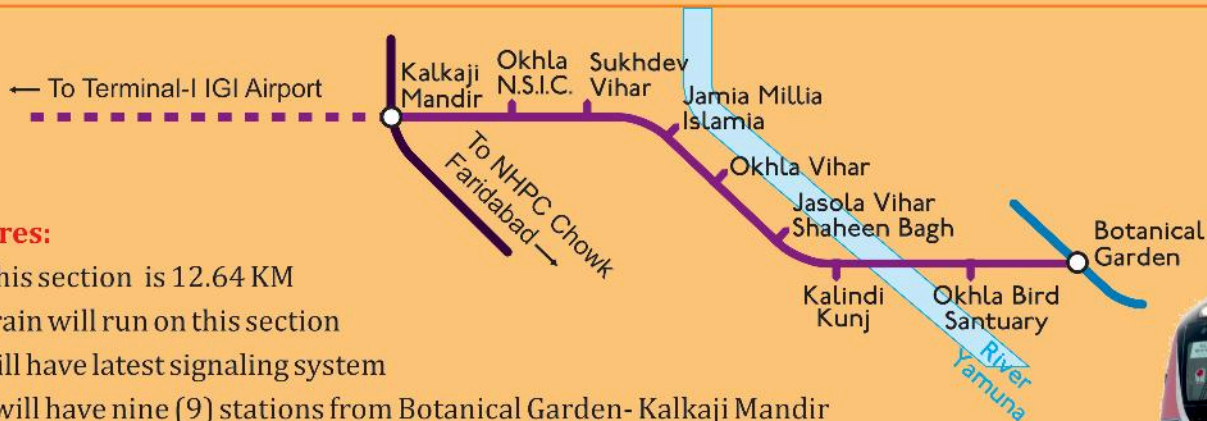 ← To Terminal-I IGI Airport
Kalkaji
Mandir
Okhla
N.S.I.C.
Sukhdev
Vihar
Jamia Millia
Islamia
To NHPC Chowk
Faridabad →
Okhla Vihar
Jasola Vihar
Shaheen Bagh
Botanical
Garden
Kalindi
Kunj
Okhla Bird
Santuary
River
Yamuna
res:
his section is 12.64 KM
rain will run on this section
ill have latest signaling system
will have nine (9) stations from Botanical Garden- Kalkaji Mandir